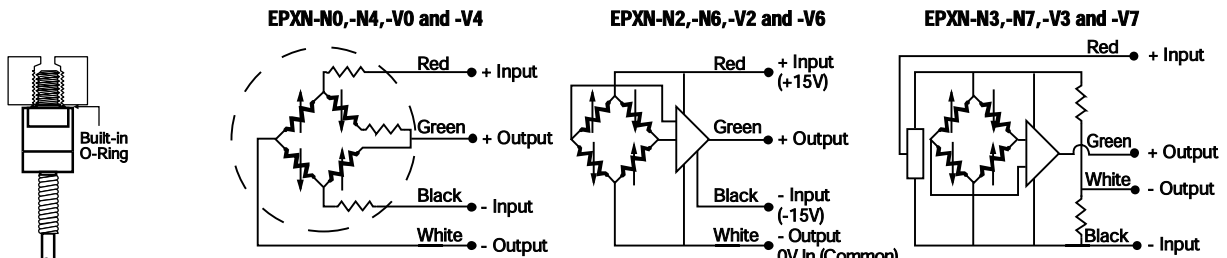 EPXN-N0,-N4,-V0 and -V4
EPXN-N2,-N6,-V2 and -V6
EPXN-N3,-N7,-V3 and -V7
Built-in
O-Ring
Red
+ Input
Green
+ Output
Black
- Input
White
- Output
Red
+ Input
(+15V)
Green
+ Output
Black
- Input
(-15V)
White
- Output
0V In (Common)
Red
+ Input
Green
+ Output
White
- Output
Black
- Input